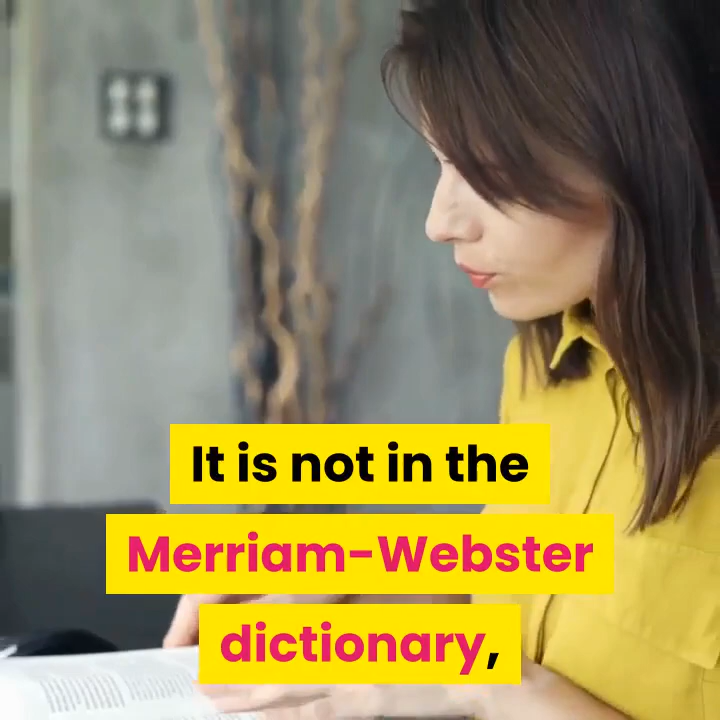 It is not in the
Merriam-Webster
dictionary,